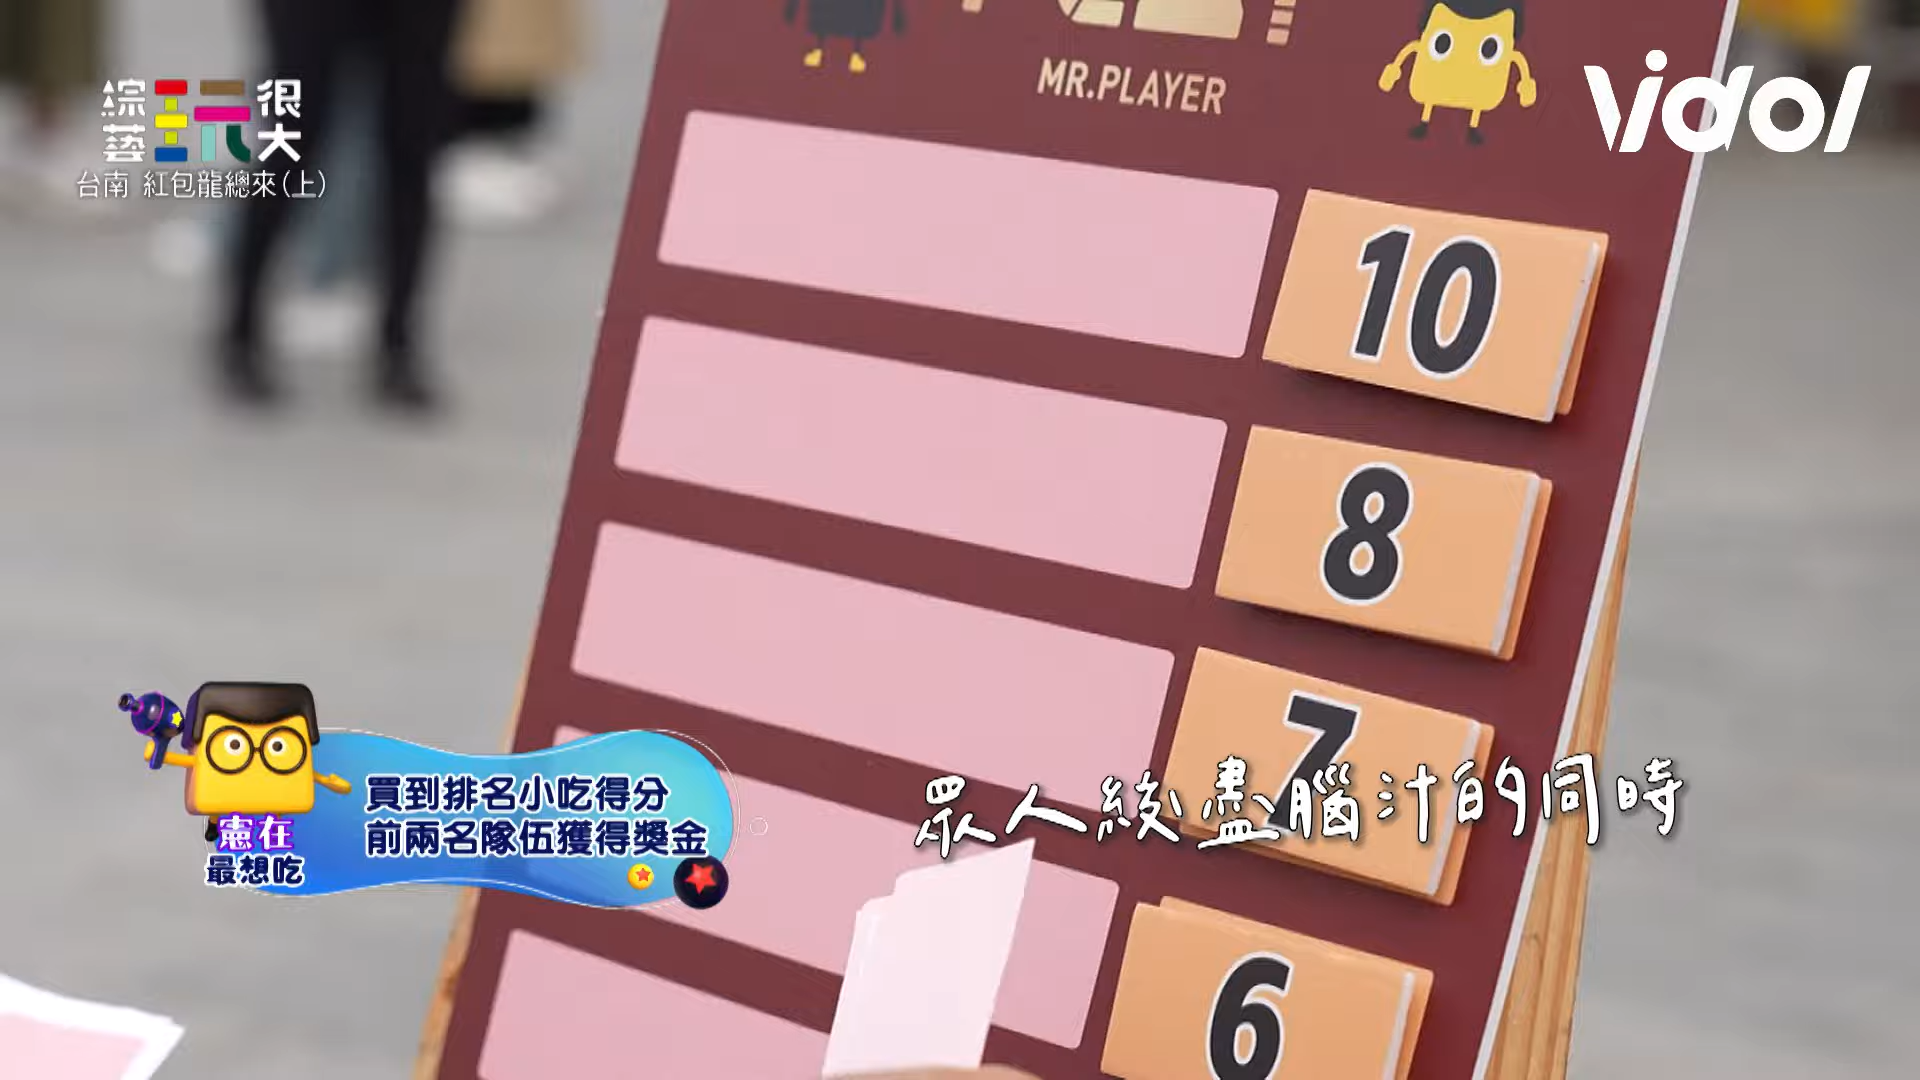 綜藝玩很大
台南 紅包龍總來(上)
Vidol
MR.PLAYER
10
8
7
6
買到排名小吃得分
前兩名隊伍獲得獎金
憲在
最想吃
眾人絞盡腦汁的同時